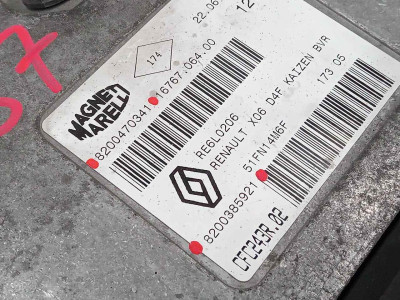 57
22.06
12
174
MAGNETI
MARELLI
16767.064.00
8200470341
RE6L0206
RENAULT X06 D4F KAIZEN BVR
173 05
51FN14M6F
8200385921
CFC243R.02